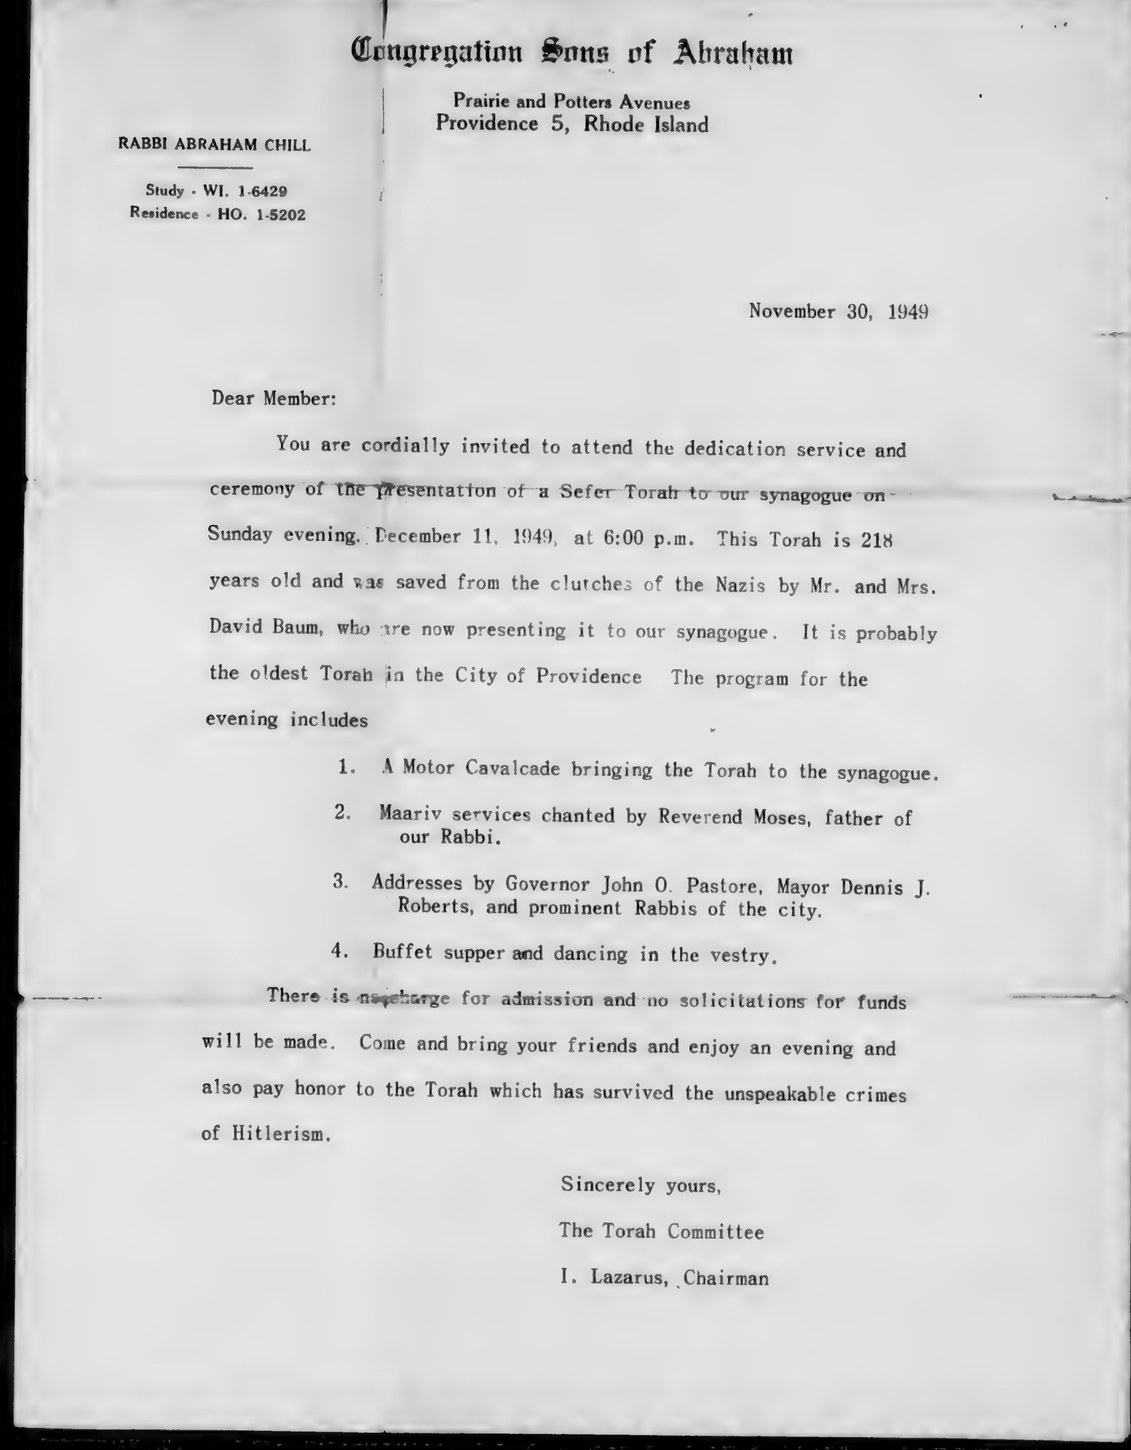 Congregation Sons of Abraham
Prairie and Potters Avenues
Providence 5, Rhode Island
RABBI ABRAHAM CHILL
Study - WI. 1-6429
Residence - HO. 1-5202
November 30, 1949
Dear Member:
You are cordially invited to attend the dedication service and
ceremony of the presentation of a Sefer Torah to our synagogue on
Sunday evening. December 11, 1949, at 6:00 p.m. This Torah is 218
years old and was saved from the clutches of the Nazis by Mr. and Mrs.
David Baum, who are now presenting it to our synagogue. It is probably
the oldest Torah in the City of Providence The program for the
evening includes
1. A Motor Cavalcade bringing the Torah to the synagogue.
2. Maariv services chanted by Reverend Moses, father of
our Rabbi.
3. Addresses by Governor John O. Pastore, Mayor Dennis J.
Roberts, and prominent Rabbis of the city.
4. Buffet supper and dancing in the vestry.
There is no charge for admission and no solicitations for funds
will be made. Come and bring your friends and enjoy an evening and
also pay honor to the Torah which has survived the unspeakable crimes
of Hitlerism.
Sincerely yours,
The Torah Committee
I. Lazarus, Chairman